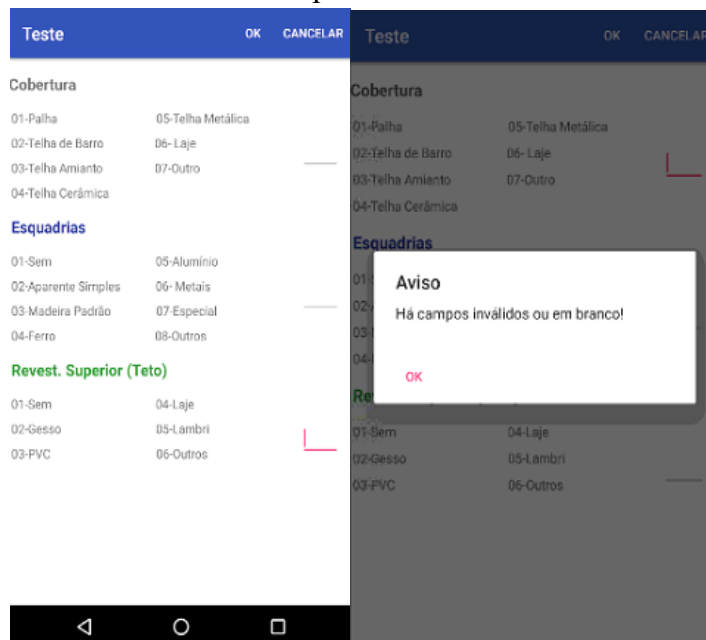 Teste OK CANCELAR
Cobertura
01-Palha 05-Telha Metálica
02-Telha de Barro 06- Laje
03-Telha Amianto 07-Outro
04-Telha Cerâmica
Esquadrias
01-Sem 05-Alumínio
02-Aparente Simples 06- Metais
03-Madeira Padrão 07-Especial
04-Ferro 08-Outros
Revest. Superior (Teto)
01-Sem 04-Laje
02-Gesso 05-Lambri
03-PVC 06-Outros
Teste OK CANCELAR
Cobertura
01-Palha 05-Telha Metálica
02-Telha de Barro 06- Laje
03-Telha Amianto 07-Outro
04-Telha Cerâmica
Esquadrias
Aviso
Há campos inválidos ou em branco!
OK
01-Sem 04-Laje
02-Gesso 05-Lambri
03-PVC 06-Outros